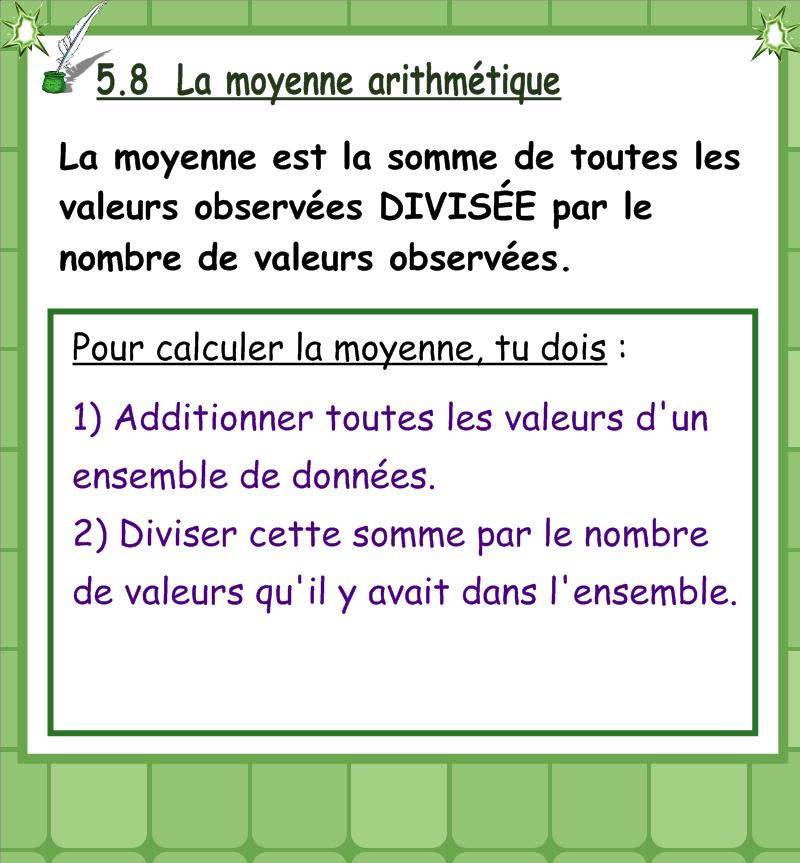 5.8 La moyenne arithmétique
La moyenne est la somme de toutes les
valeurs observées DIVISÉE par le
nombre de valeurs observées.
Pour calculer la moyenne, tu dois :
1) Additionner toutes les valeurs d'un
ensemble de données.
2) Diviser cette somme par le nombre
de valeurs qu'il y avait dans l'ensemble.